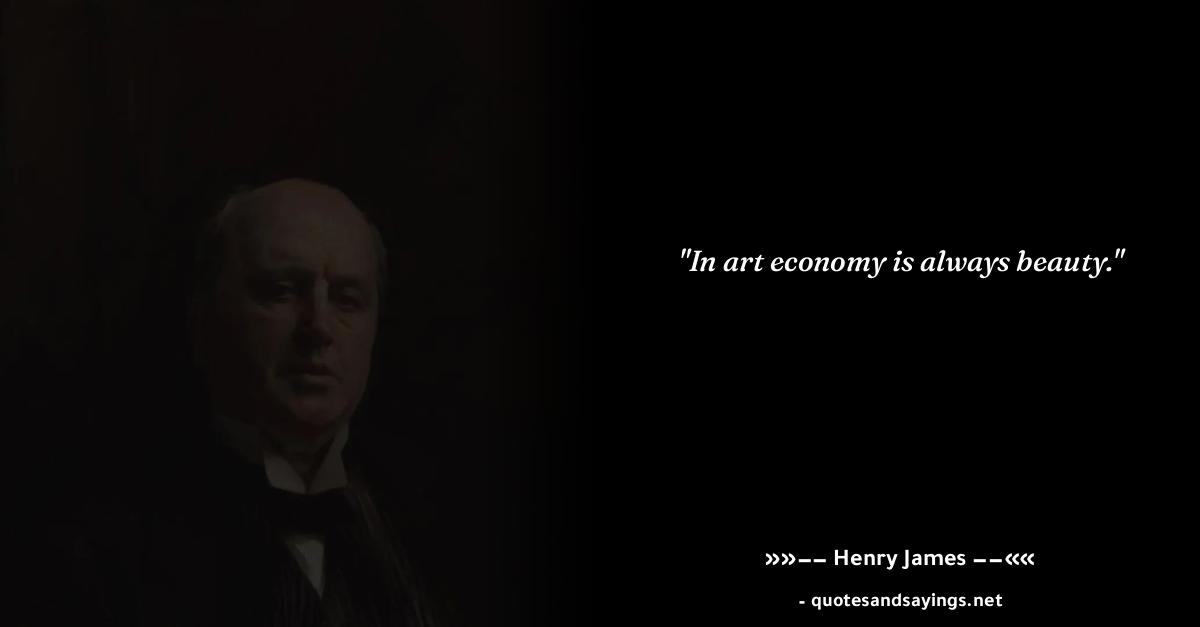 "In art economy is always beauty."
»»−− Henry James −−««
- quotesandsayings.net